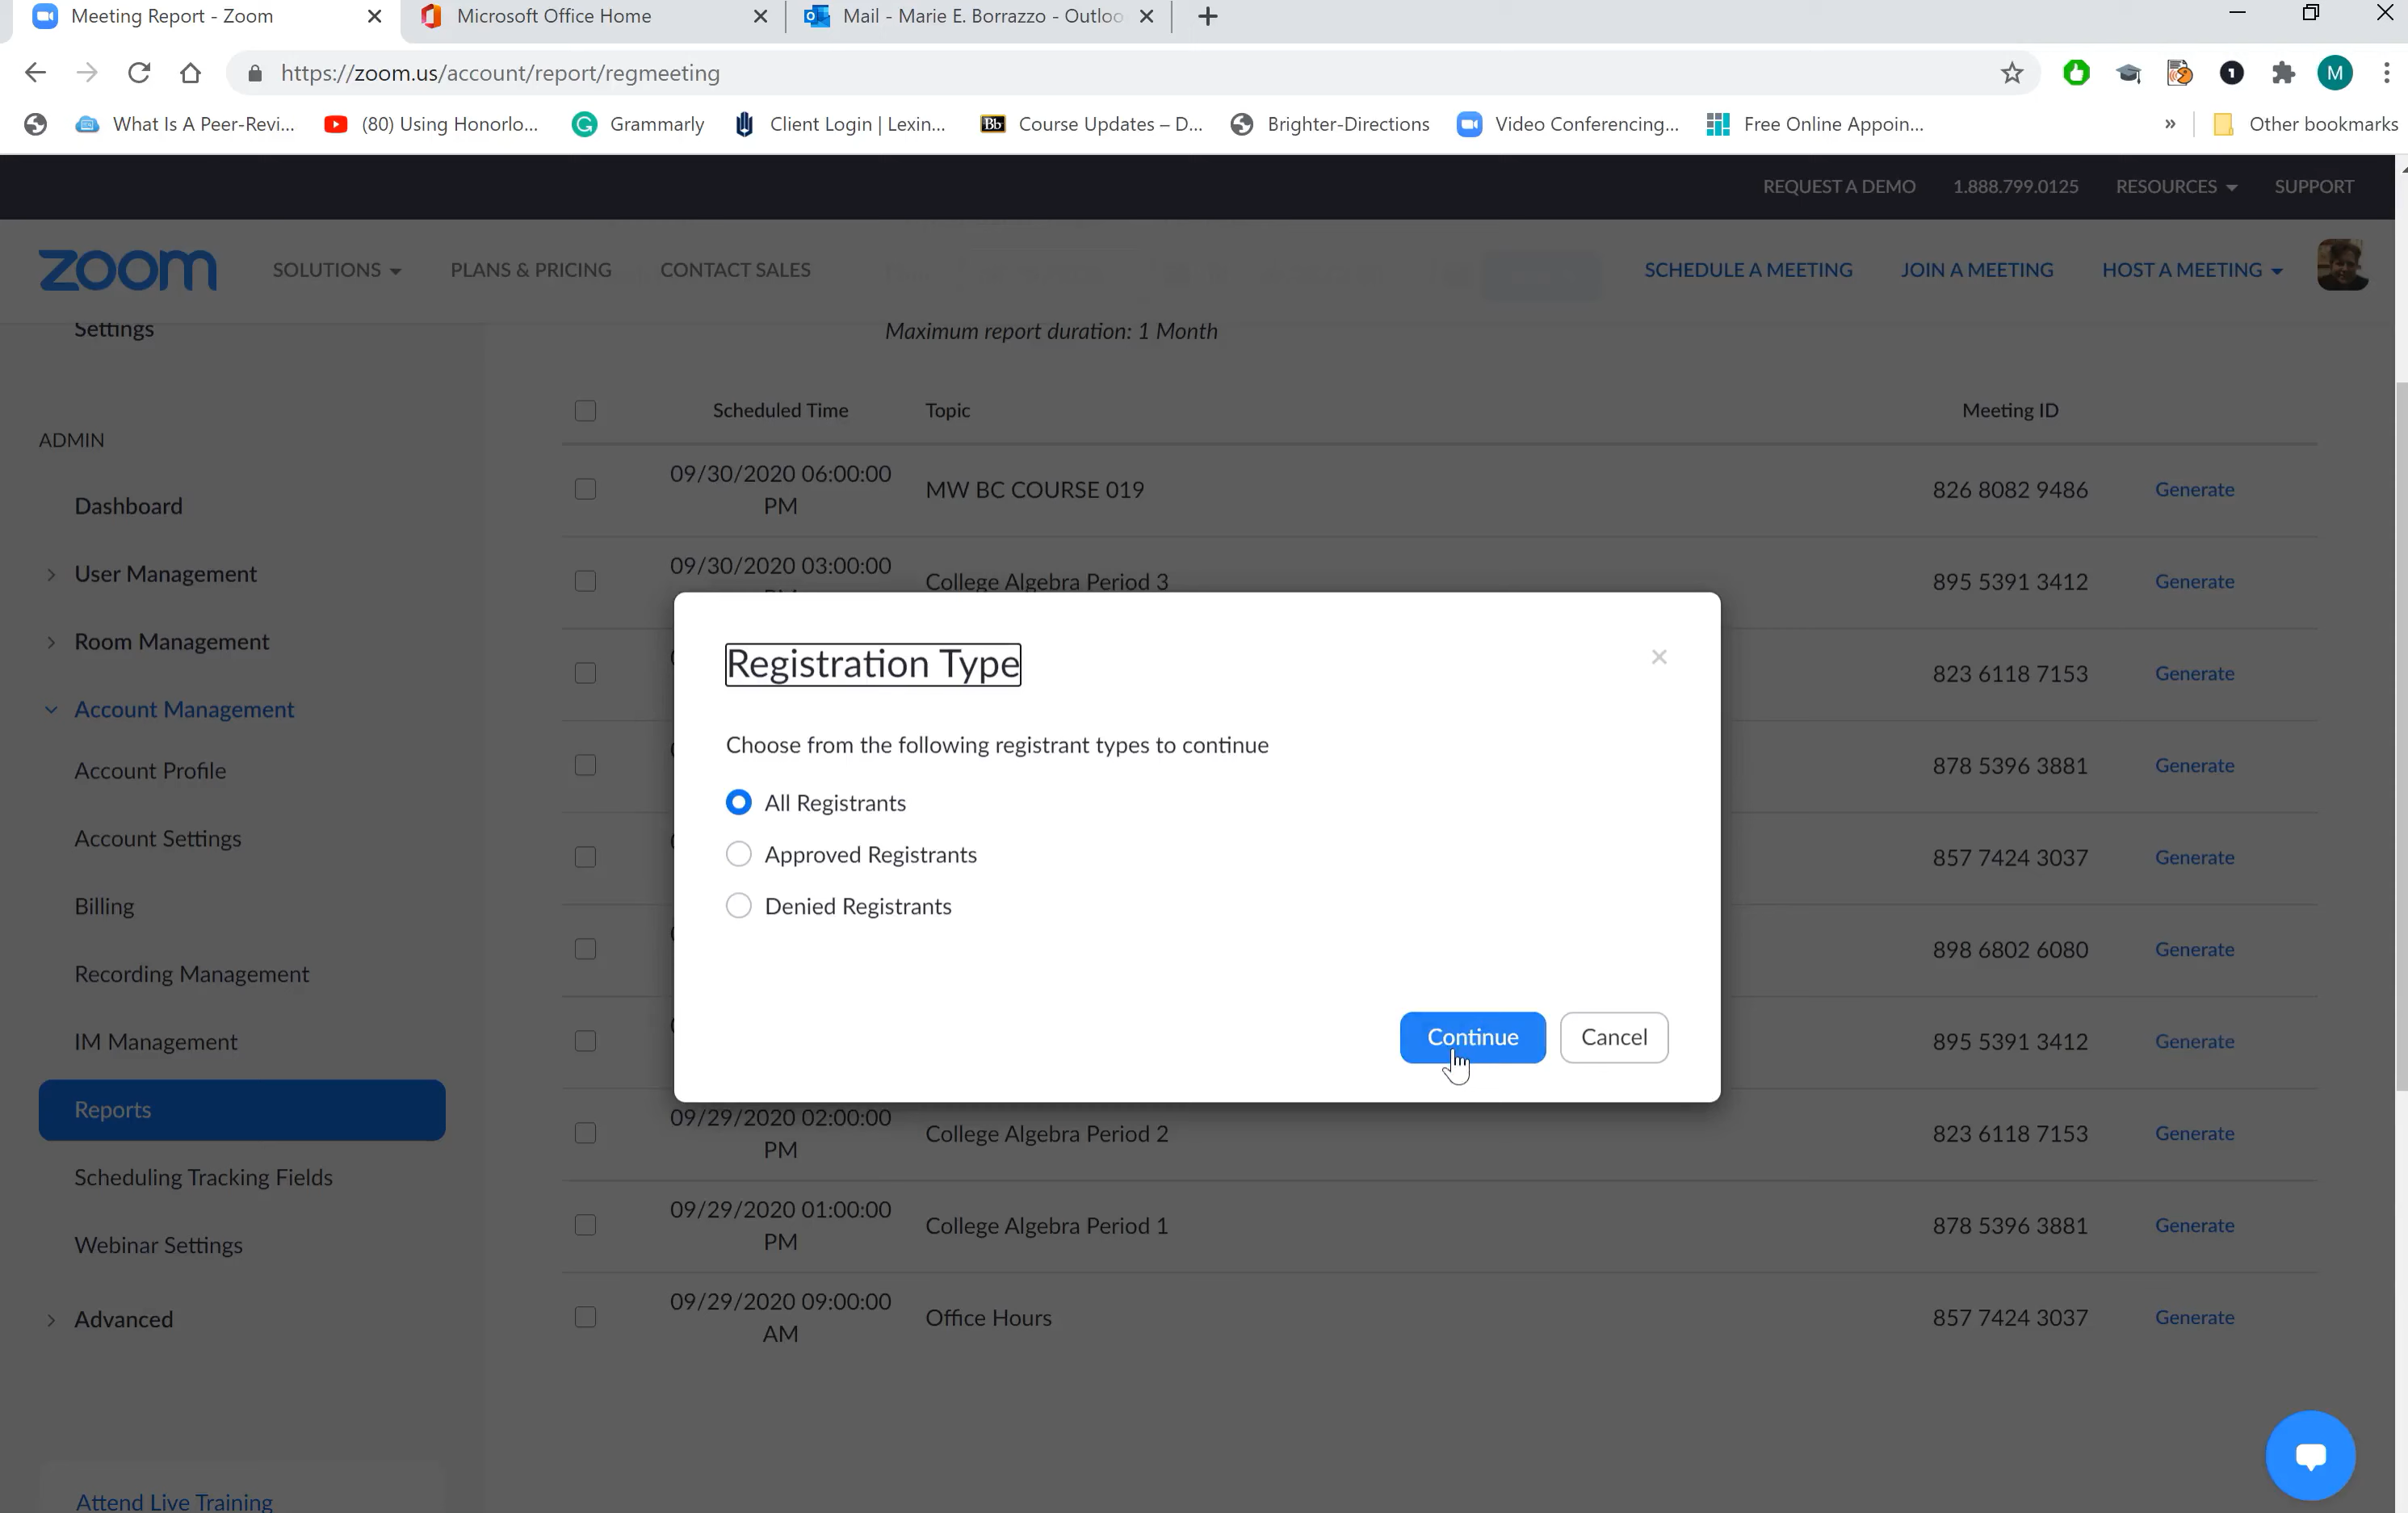 Meeting Report - Zoom
Microsoft Office Home
Mail - Marie E. Borrazzo - Outloo
https://zoom.us/account/report/regmeeting
M
What Is A Peer-Revi...
(80) Using Honorlo...
Grammarly
Client Login | Lexin...
Bb
Course Updates – D...
Brighter-Directions
Video Conferencing...
Free Online Appoin...
»
Other bookmarks
REQUEST A DEMO
1.888.799.0125
RESOURCES
SUPPORT
zoom
SOLUTIONS
PLANS & PRICING
CONTACT SALES
SCHEDULE A MEETING
JOIN A MEETING
HOST A MEETING
Settings
Maximum report duration: 1 Month
ADMIN
Dashboard
User Management
Room Management
Account Management
Account Profile
Account Settings
Billing
Recording Management
IM Management
Reports
Scheduling Tracking Fields
Webinar Settings
Advanced
Attend Live Training
Scheduled Time Topic Meeting ID
09/30/2020 06:00:00 PM MW BC COURSE 019 826 8082 9486 Generate
09/30/2020 03:00:00 PM College Algebra Period 3 895 5391 3412 Generate
823 6118 7153 Generate
878 5396 3881 Generate
857 7424 3037 Generate
898 6802 6080 Generate
895 5391 3412 Generate
09/29/2020 02:00:00 PM College Algebra Period 2 823 6118 7153 Generate
09/29/2020 01:00:00 PM College Algebra Period 1 878 5396 3881 Generate
09/29/2020 09:00:00 AM Office Hours 857 7424 3037 Generate
Registration Type
Choose from the following registrant types to continue
All Registrants
Approved Registrants
Denied Registrants
Continue
Cancel